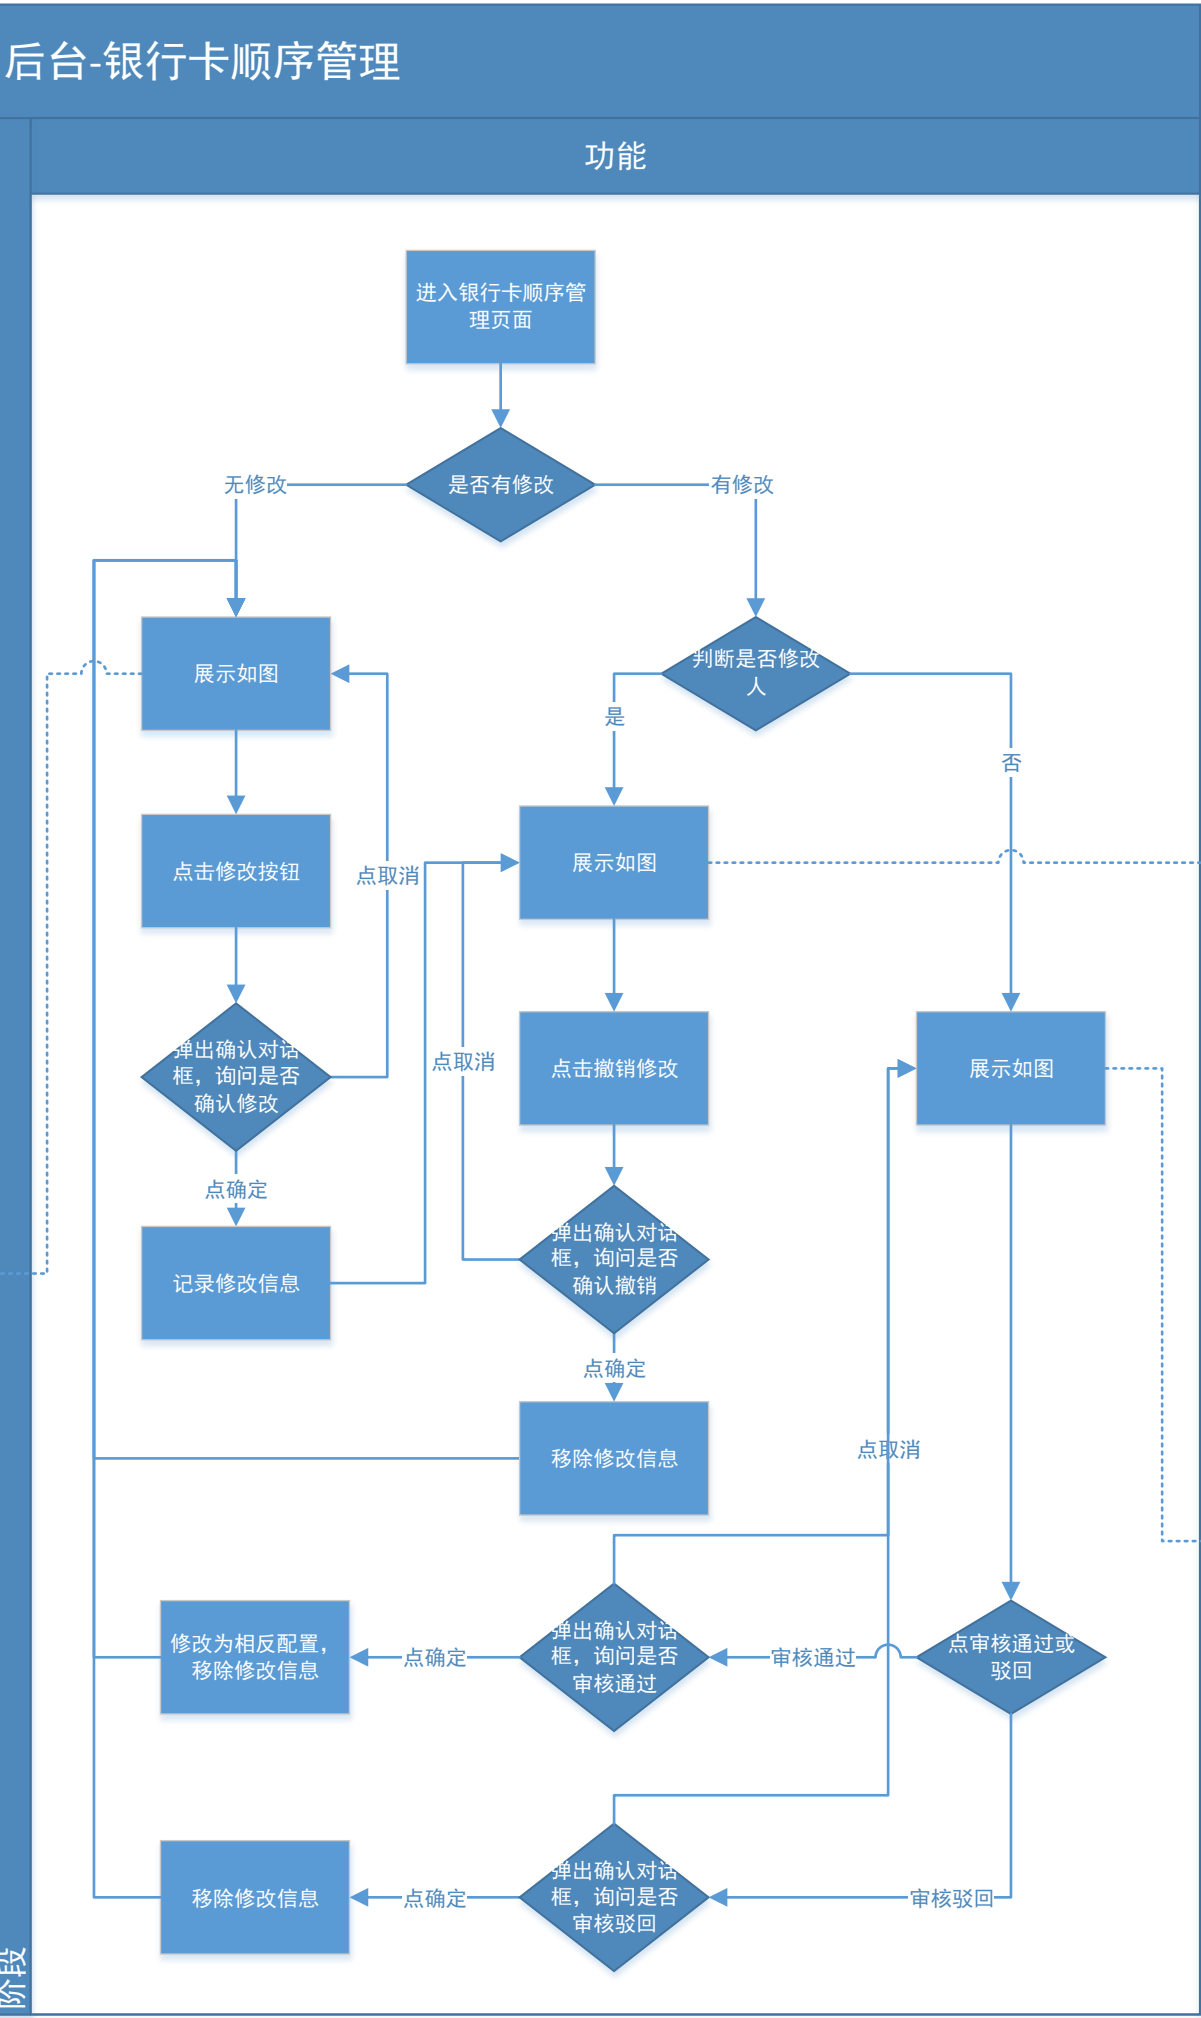 后台-银行卡顺序管理
功能
进入银行卡顺序管
理页面
是否有修改
无修改
有修改
判断是否修改
人
展示如图
是
否
点击修改按钮
点取消
展示如图
弹出确认对话
框，询问是否
确认修改
点取消
点击撤销修改
展示如图
点确定
记录修改信息
弹出确认对话
框，询问是否
确认撤销
点确定
移除修改信息
点取消
修改为相反配置，
移除修改信息
点确定
弹出确认对话
框，询问是否
审核通过
审核通过
点审核通过或
驳回
移除修改信息
点确定
弹出确认对话
框，询问是否
审核驳回
审核驳回
阶段